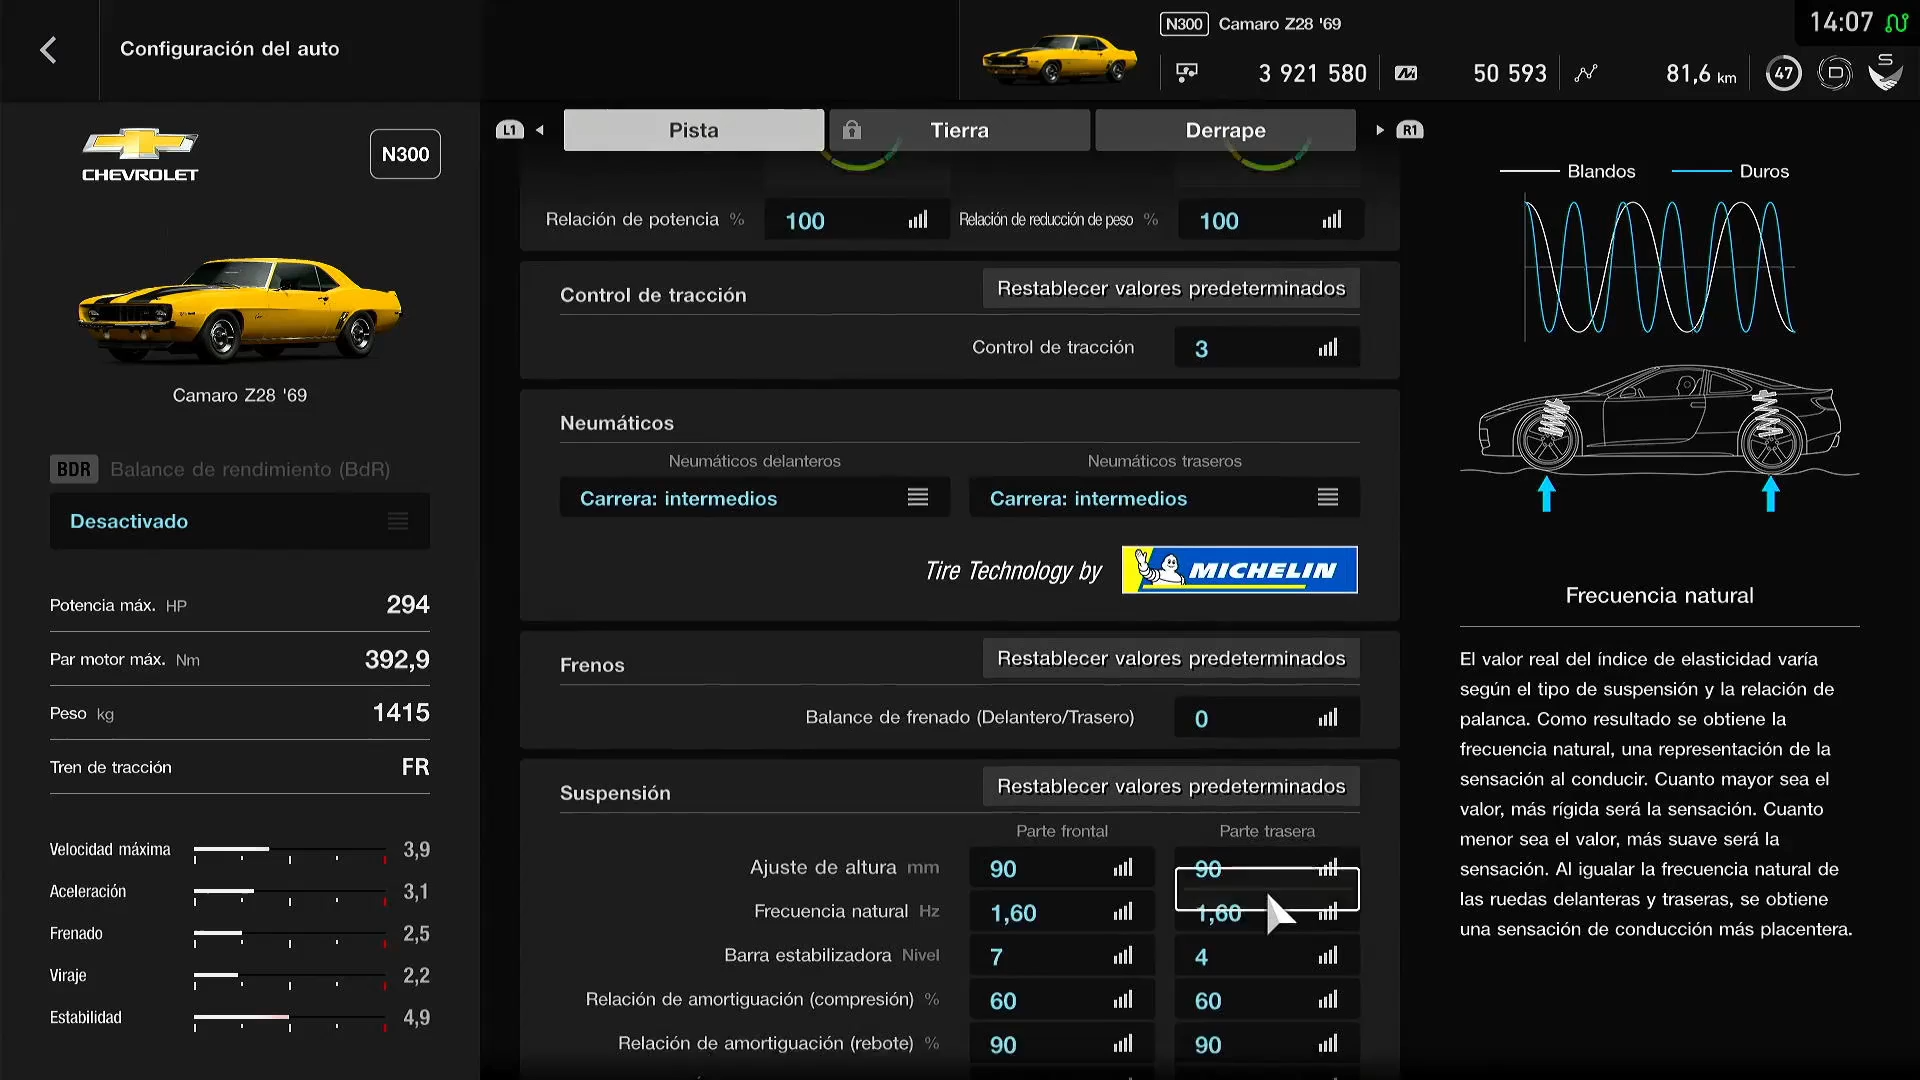 Configuración del auto
N300 Camaro Z28 '69
14:07
3 921 580
50 593
81,6 km
47
D
S
CHEVROLET
N300
Camaro Z28 '69
BDR Balance de rendimiento (BdR)
Desactivado
Potencia máx. HP 294
Par motor máx. Nm 392,9
Peso kg 1415
Tren de tracción FR
Velocidad máxima 3,9
Aceleración 3,1
Frenado 2,5
Viraje 2,2
Estabilidad 4,9
L1 Pista Tierra Derrape R1
Relación de potencia % 100 Relación de reducción de peso % 100
Control de tracción Restablecer valores predeterminados
Control de tracción 3
Neumáticos
Neumáticos delanteros Neumáticos traseros
Carrera: intermedios Carrera: intermedios
Tire Technology by MICHELIN
Frenos Restablecer valores predeterminados
Balance de frenado (Delantero/Trasero) 0
Suspensión Restablecer valores predeterminados
Parte frontal Parte trasera
Ajuste de altura mm 90 90
Frecuencia natural Hz 1,60 1,60
Barra estabilizadora Nivel 7 4
Relación de amortiguación (compresión) % 60 60
Relación de amortiguación (rebote) % 90 90
Blandos Duros
Frecuencia natural
El valor real del índice de elasticidad varía
según el tipo de suspensión y la relación de
palanca. Como resultado se obtiene la
frecuencia natural, una representación de la
sensación al conducir. Cuanto mayor sea el
valor, más rígida será la sensación. Cuanto
menor sea el valor, más suave será la
sensación. Al igualar la frecuencia natural de
las ruedas delanteras y traseras, se obtiene
una sensación de conducción más placentera.